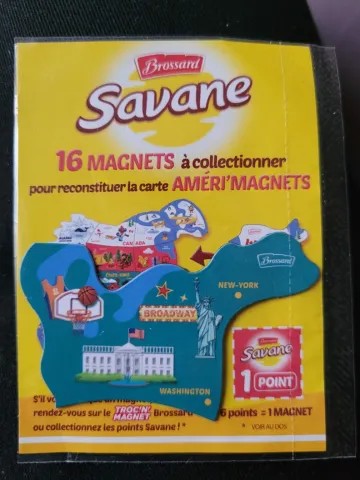 Brossard
Savane
16 MAGNETS à collectionner
pour reconstituer la carte AMÉRI'MAGNETS
CANADA
Brossard
NEW-YORK
BROADWAY
Brossard
Savane
1 POINT
WASHINGTON
S'il
rendez-vous sur le TROC'N' MAGNET Brossard 6 points = 1 MAGNET
ou collectionnez les points Savane ! * * VOIR AU DOS